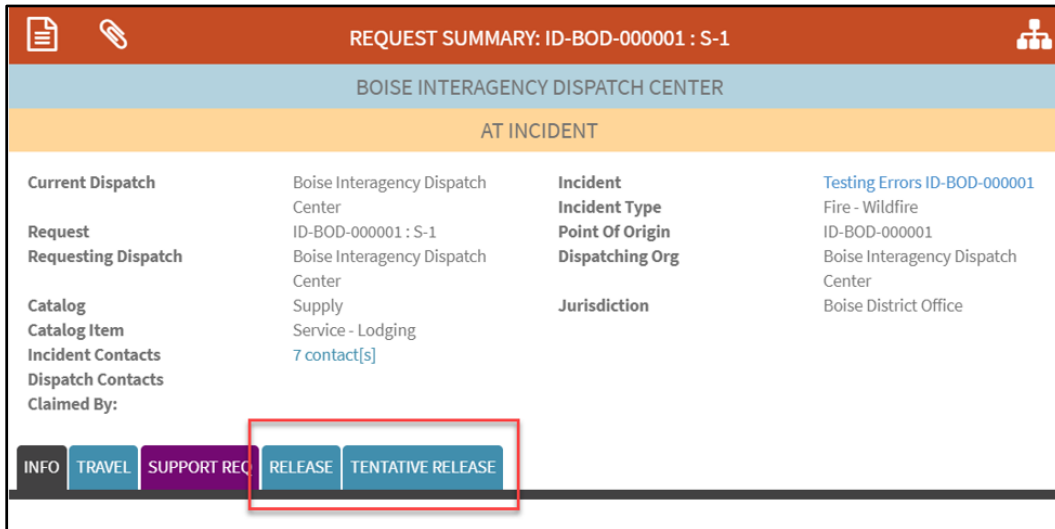 REQUEST SUMMARY: ID-BOD-000001 : S-1
BOISE INTERAGENCY DISPATCH CENTER
AT INCIDENT
Current Dispatch Boise Interagency Dispatch
Center
Request ID-BOD-000001 : S-1
Requesting Dispatch Boise Interagency Dispatch
Center
Catalog Supply
Catalog Item Service - Lodging
Incident Contacts 7 contact[s]
Dispatch Contacts
Claimed By:
Incident Testing Errors ID-BOD-000001
Incident Type Fire - Wildfire
Point Of Origin ID-BOD-000001
Dispatching Org Boise Interagency Dispatch
Center
Jurisdiction Boise District Office
INFO TRAVEL SUPPORT REQ RELEASE TENTATIVE RELEASE